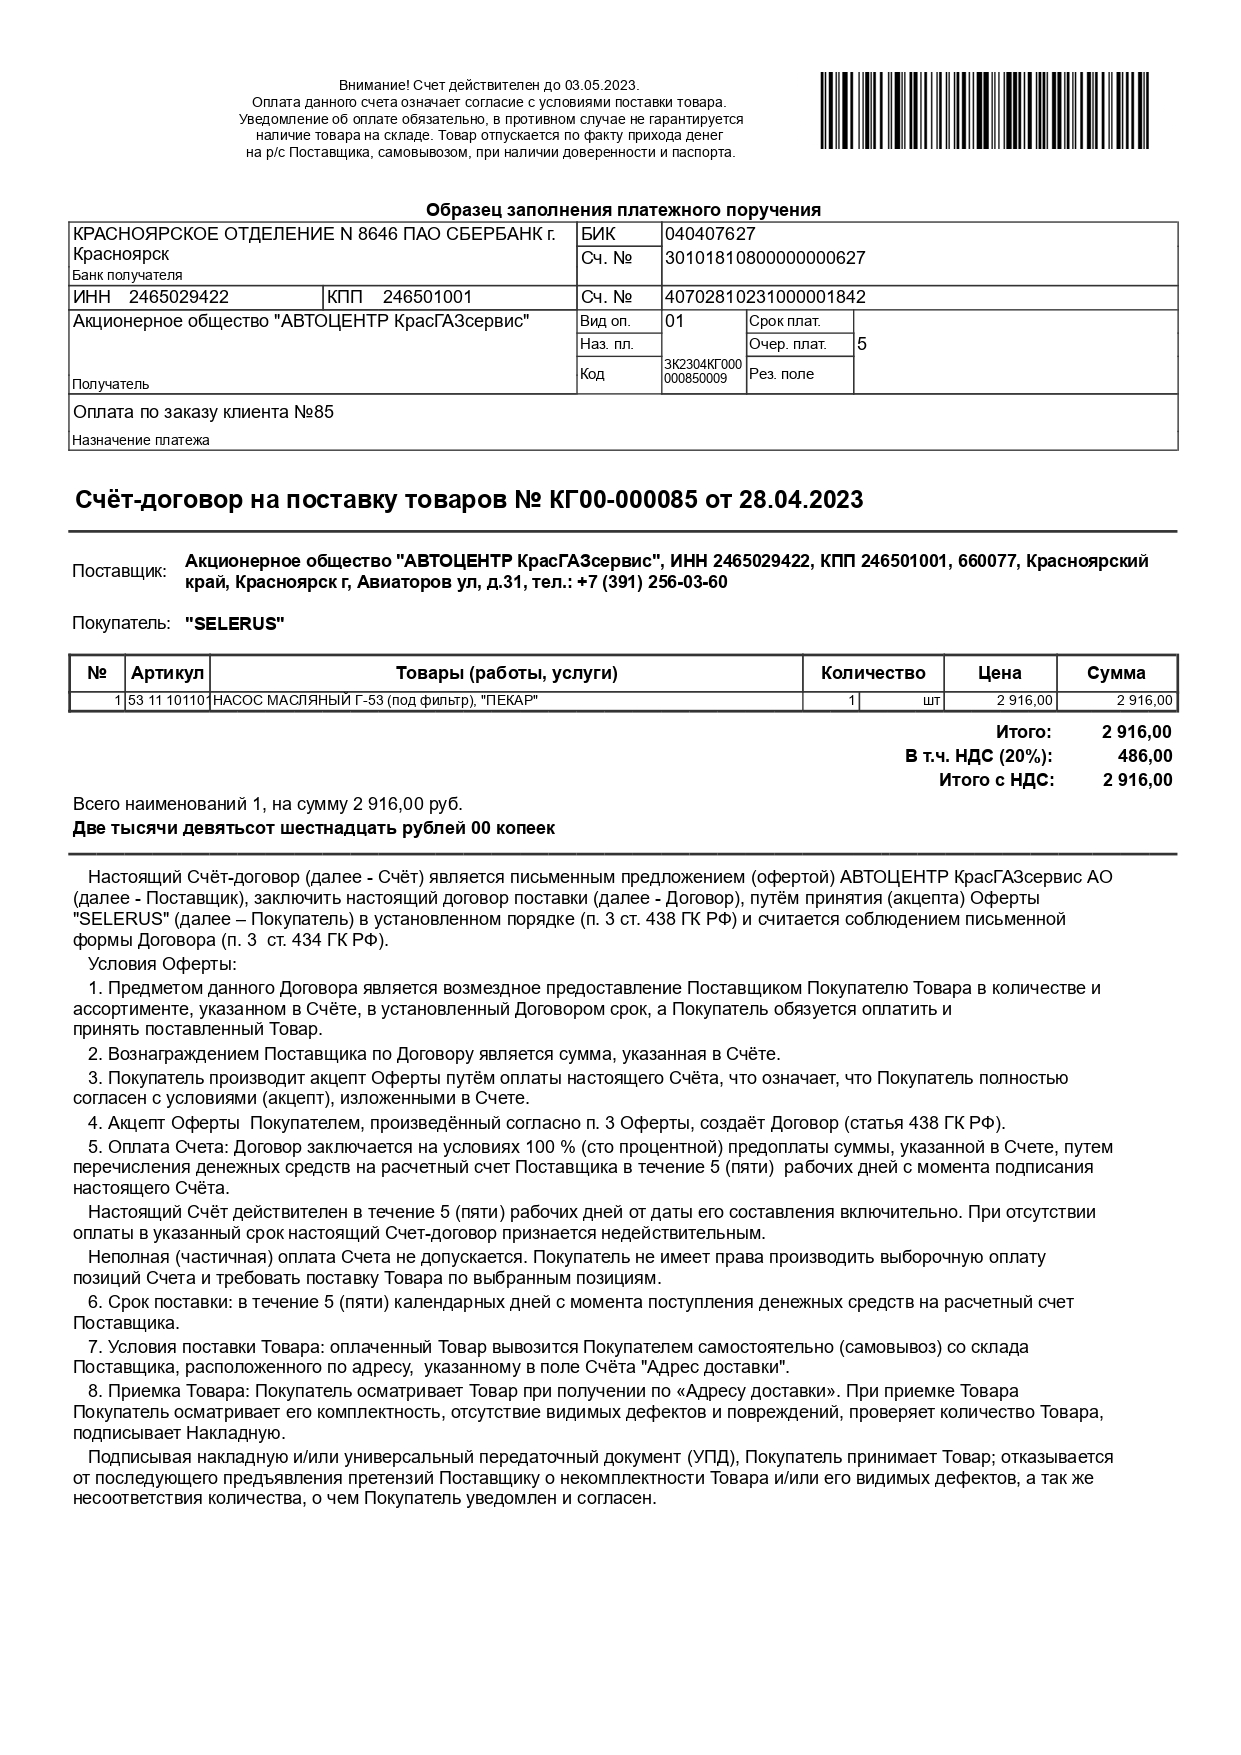 Внимание! Счет действителен до 03.05.2023.
Оплата данного счета означает согласие с условиями поставки товара.
Уведомление об оплате обязательно, в противном случае не гарантируется
наличие товара на складе. Товар отпускается по факту прихода денег
на р/с Поставщика, самовывозом, при наличии доверенности и паспорта.
Образец заполнения платежного поручения
КРАСНОЯРСКОЕ ОТДЕЛЕНИЕ N 8646 ПАО СБЕРБАНК г. БИК 040407627
Красноярск Сч. № 30101810800000000627
Банк получателя
ИНН 2465029422 КПП 246501001 Сч. № 40702810231000001842
Акционерное общество "АВТОЦЕНТР КрасГАЗсервис" Вид оп. 01 Срок плат.
Наз. пл. Очер. плат. 5
Код ЗК2304КГ000 Рез. поле
000850009
Получатель
Оплата по заказу клиента №85
Назначение платежа
Счёт-договор на поставку товаров № КГ00-000085 от 28.04.2023
Поставщик: Акционерное общество "АВТОЦЕНТР КрасГАЗсервис", ИНН 2465029422, КПП 246501001, 660077, Красноярский
край, Красноярск г, Авиаторов ул, д.31, тел.: +7 (391) 256-03-60
Покупатель: "SELERUS"
№ Артикул Товары (работы, услуги) Количество Цена Сумма
1 53 11 101101 НАСОС МАСЛЯНЫЙ Г-53 (под фильтр), "ПЕКАР" 1 шт 2 916,00 2 916,00
Итого: 2 916,00
В т.ч. НДС (20%): 486,00
Итого с НДС: 2 916,00
Всего наименований 1, на сумму 2 916,00 руб.
Две тысячи девятьсот шестнадцать рублей 00 копеек
Настоящий Счёт-договор (далее - Счёт) является письменным предложением (офертой) АВТОЦЕНТР КрасГАЗсервис АО
(далее - Поставщик), заключить настоящий договор поставки (далее - Договор), путём принятия (акцепта) Оферты
"SELERUS" (далее – Покупатель) в установленном порядке (п. 3 ст. 438 ГК РФ) и считается соблюдением письменной
формы Договора (п. 3  ст. 434 ГК РФ).
Условия Оферты:
1. Предметом данного Договора является возмездное предоставление Поставщиком Покупателю Товара в количестве и
ассортименте, указанном в Счёте, в установленный Договором срок, а Покупатель обязуется оплатить и
принять поставленный Товар.
2. Вознаграждением Поставщика по Договору является сумма, указанная в Счёте.
3. Покупатель производит акцепт Оферты путём оплаты настоящего Счёта, что означает, что Покупатель полностью
согласен с условиями (акцепт), изложенными в Счете.
4. Акцепт Оферты  Покупателем, произведённый согласно п. 3 Оферты, создаёт Договор (статья 438 ГК РФ).
5. Оплата Счета: Договор заключается на условиях 100 % (сто процентной) предоплаты суммы, указанной в Счете, путем
перечисления денежных средств на расчетный счет Поставщика в течение 5 (пяти)  рабочих дней с момента подписания
настоящего Счёта.
Настоящий Счёт действителен в течение 5 (пяти) рабочих дней от даты его составления включительно. При отсутствии
оплаты в указанный срок настоящий Счет-договор признается недействительным.
Неполная (частичная) оплата Счета не допускается. Покупатель не имеет права производить выборочную оплату
позиций Счета и требовать поставку Товара по выбранным позициям.
6. Срок поставки: в течение 5 (пяти) календарных дней с момента поступления денежных средств на расчетный счет
Поставщика.
7. Условия поставки Товара: оплаченный Товар вывозится Покупателем самостоятельно (самовывоз) со склада
Поставщика, расположенного по адресу,  указанному в поле Счёта "Адрес доставки".
8. Приемка Товара: Покупатель осматривает Товар при получении по «Адресу доставки». При приемке Товара
Покупатель осматривает его комплектность, отсутствие видимых дефектов и повреждений, проверяет количество Товара,
подписывает Накладную.
Подписывая накладную и/или универсальный передаточный документ (УПД), Покупатель принимает Товар; отказывается
от последующего предъявления претензий Поставщику о некомплектности Товара и/или его видимых дефектов, а так же
несоответствия количества, о чем Покупатель уведомлен и согласен.